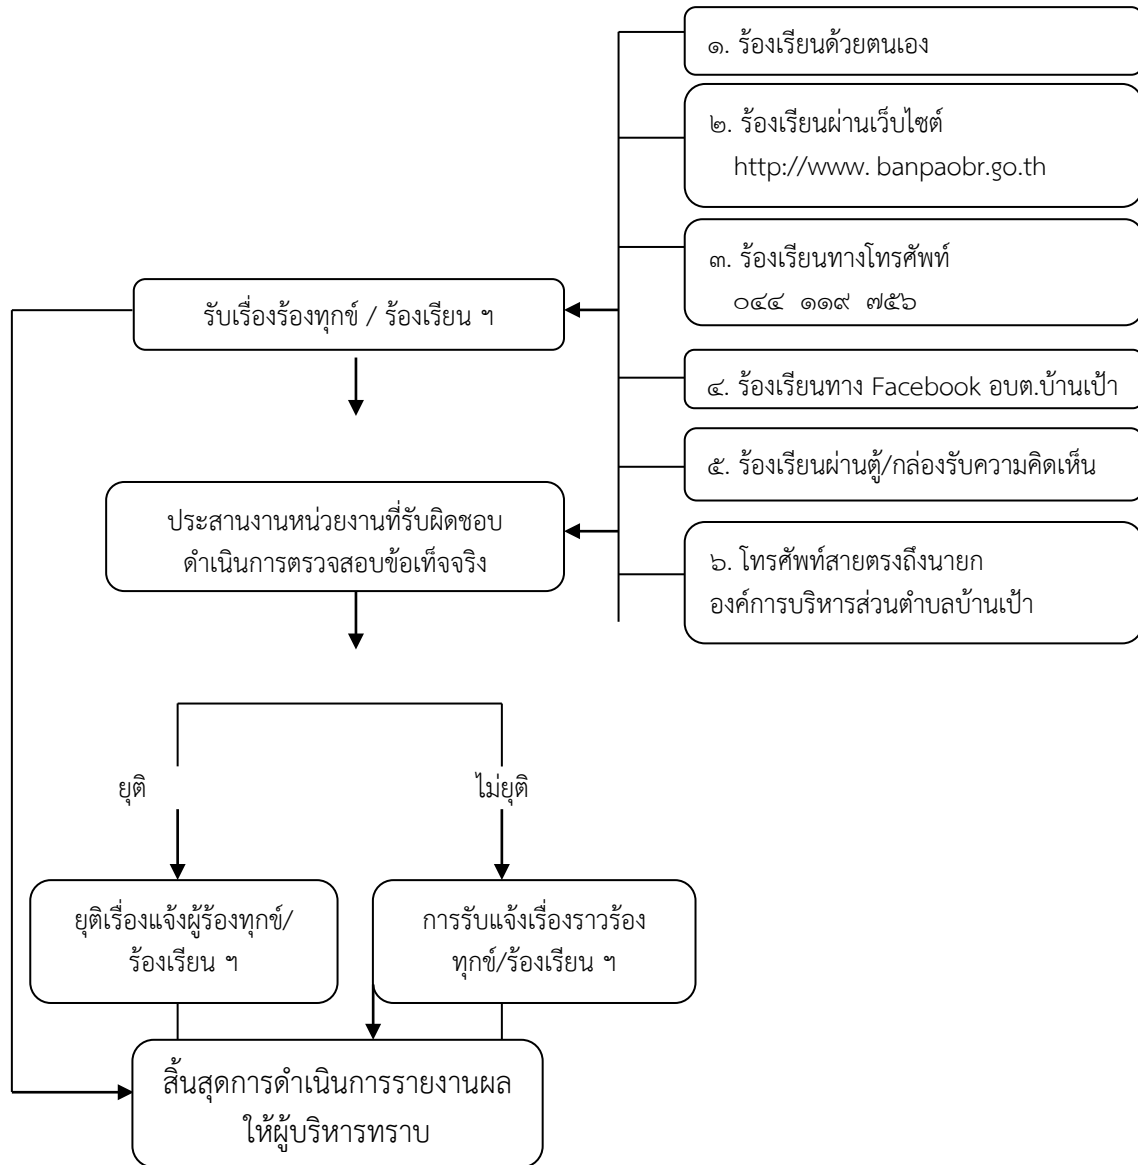 ๑. ร้องเรียนด้วยตนเอง
๒. ร้องเรียนผ่านเว็บไซต์
http://www. banpaobr.go.th
๓. ร้องเรียนทางโทรศัพท์
๐๔๔ ๑๑๙ ๗๕๖
รับเรื่องร้องทุกข์ / ร้องเรียน ฯ
๔. ร้องเรียนทาง Facebook อบต.บ้านเป้า
๕. ร้องเรียนผ่านตู้/กล่องรับความคิดเห็น
ประสานงานหน่วยงานที่รับผิดชอบ
ดำเนินการตรวจสอบข้อเท็จจริง
๖. โทรศัพท์สายตรงถึงนายก
องค์การบริหารส่วนตำบลบ้านเป้า
ยุติ
ไม่ยุติ
ยุติเรื่องแจ้งผู้ร้องทุกข์/
ร้องเรียน ฯ
การรับแจ้งเรื่องราวร้อง
ทุกข์/ร้องเรียน ฯ
สิ้นสุดการดำเนินการรายงานผล
ให้ผู้บริหารทราบ